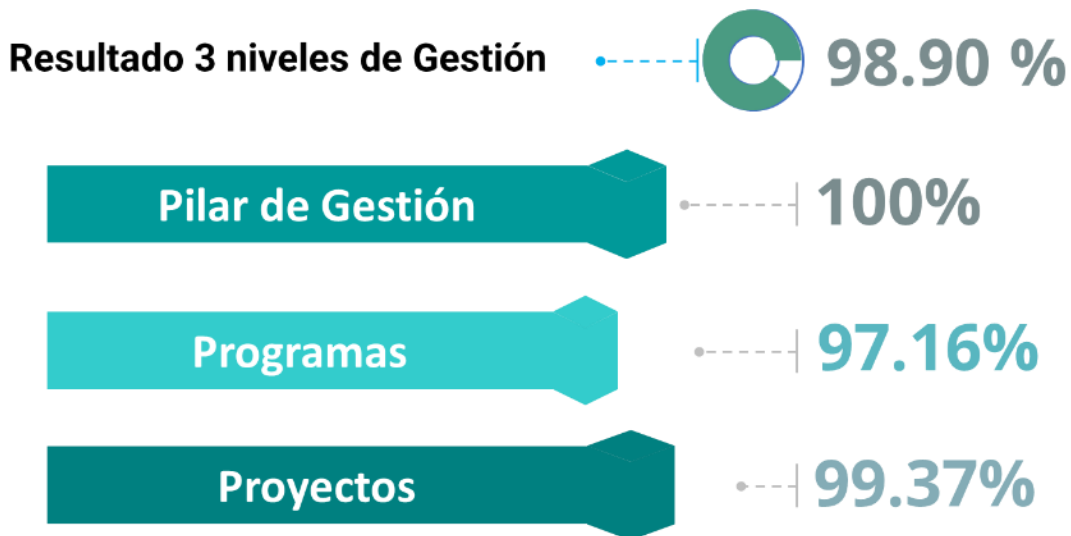 Resultado 3 niveles de Gestión 98.90 %
Pilar de Gestión 100%
Programas 97.16%
Proyectos 99.37%